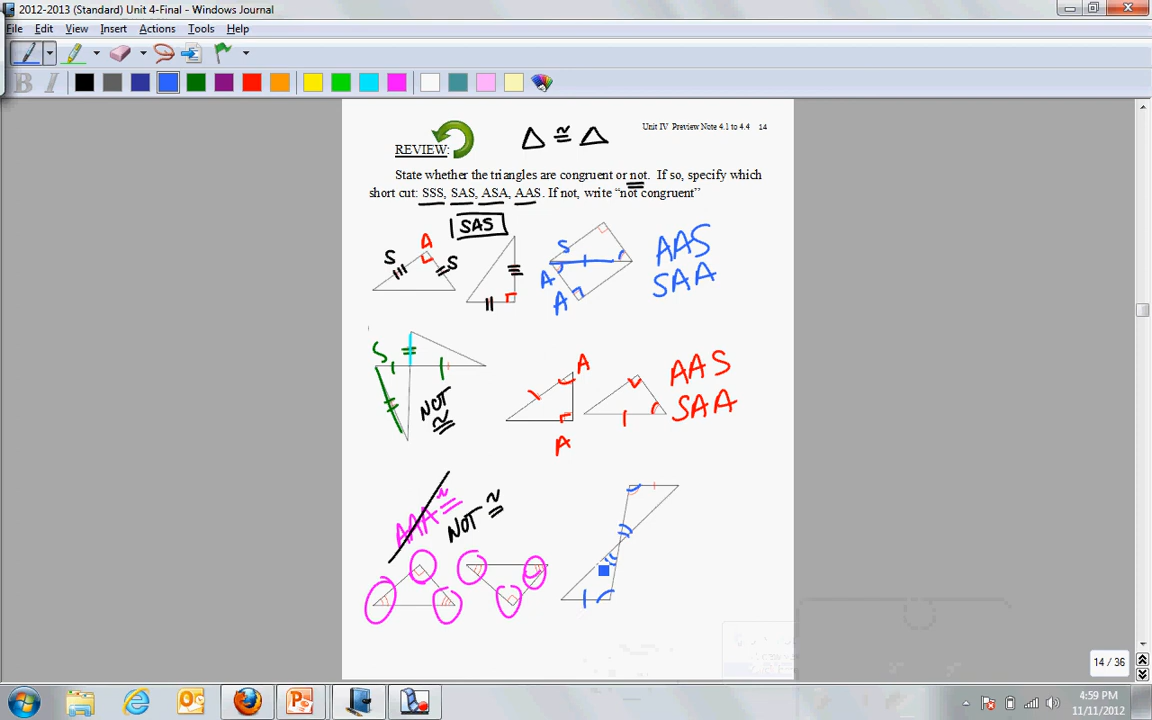 2012-2013 (Standard) Unit 4-Final - Windows Journal
File Edit View Insert Actions Tools Help
B I
Unit IV Preview Note 4.1 to 4.4 14
REVIEW: Δ ≅ Δ
State whether the triangles are congruent or not. If so, specify which
short cut: SSS, SAS, ASA, AAS. If not, write “not congruent”
SAS
S A S
S A A
AAS
SAA
S
NOT
≅
A
A
AAS
SAA
AAA ≅
NOT ≅
14 / 36
4:59 PM
11/11/2012